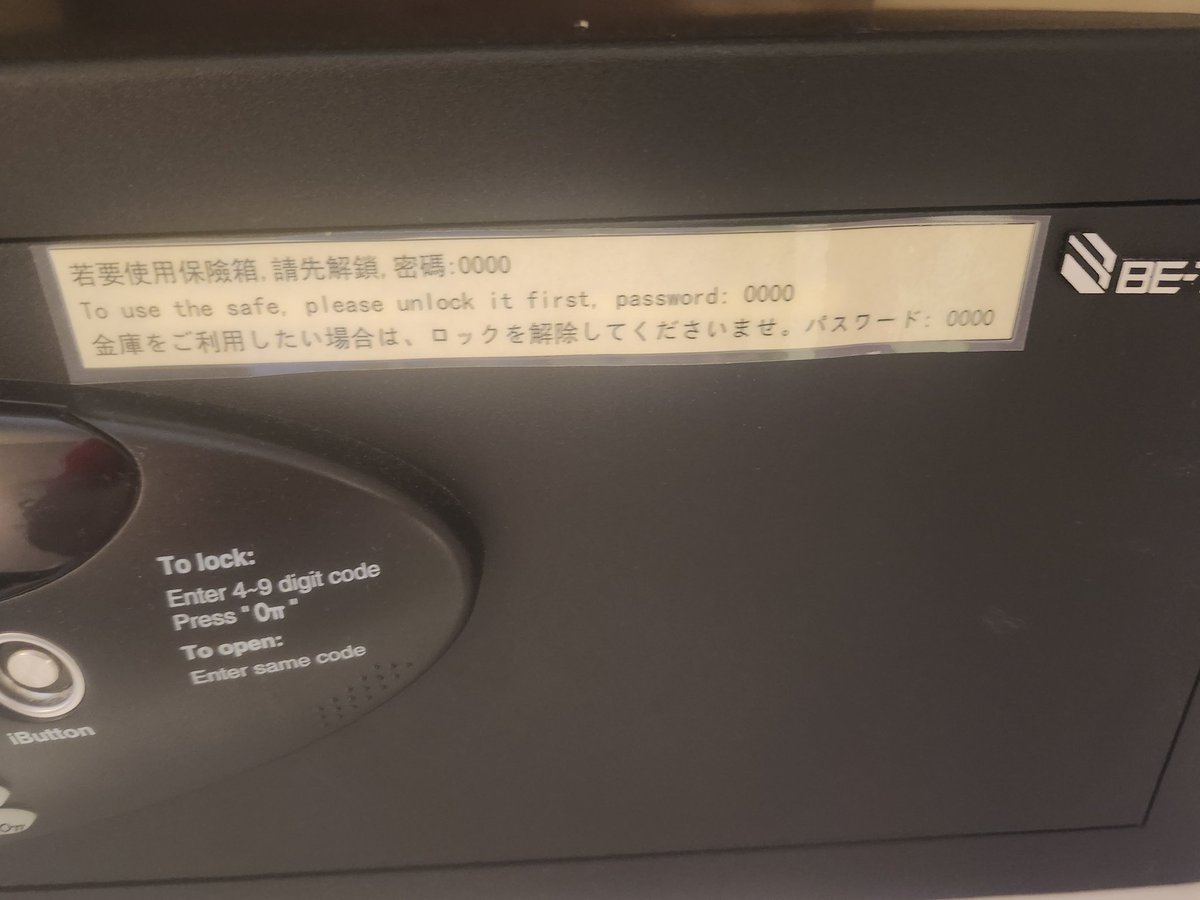 若要使用保險箱,請先解鎖,密碼:0000
To use the safe, please unlock it first, password: 0000
金庫をご利用したい場合は、ロックを解除してくださいませ。パスワード: 0000
BE-
To lock:
Enter 4~9 digit code
Press " "
To open:
Enter same code
iButton